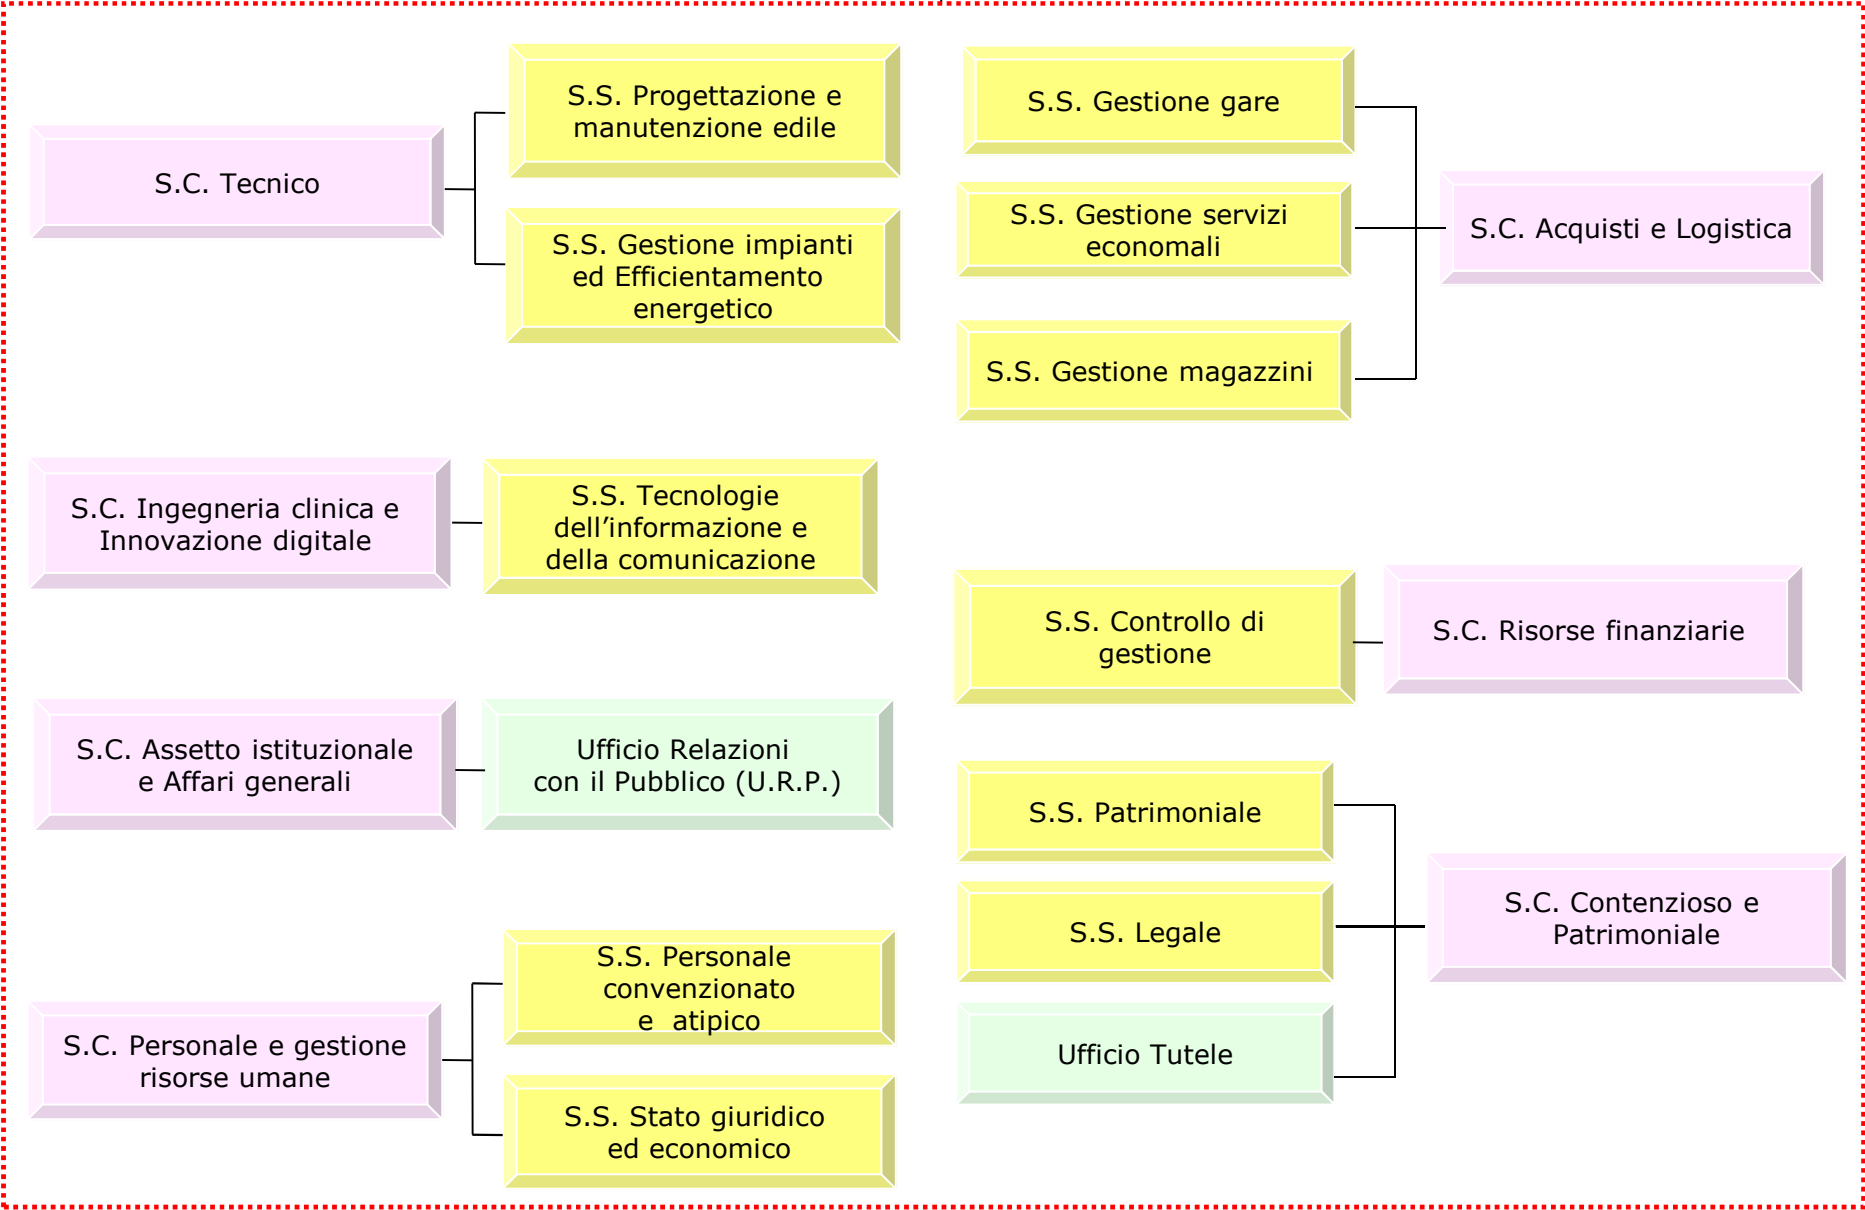 S.C. Tecnico
S.S. Progettazione e
manutenzione edile
S.S. Gestione impianti
ed Efficientamento
energetico
S.C. Ingegneria clinica e
Innovazione digitale
S.S. Tecnologie
dell’informazione e
della comunicazione
S.C. Assetto istituzionale
e Affari generali
Ufficio Relazioni
con il Pubblico (U.R.P.)
S.C. Personale e gestione
risorse umane
S.S. Personale
convenzionato
e atipico
S.S. Stato giuridico
ed economico
S.S. Gestione gare
S.S. Gestione servizi
economali
S.S. Gestione magazzini
S.C. Acquisti e Logistica
S.S. Controllo di
gestione
S.C. Risorse finanziarie
S.S. Patrimoniale
S.S. Legale
Ufficio Tutele
S.C. Contenzioso e
Patrimoniale